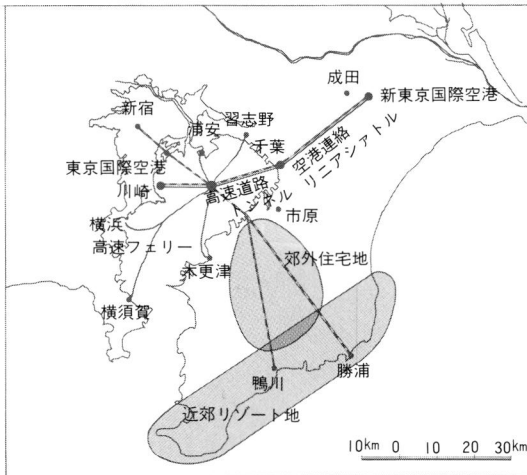 成田
新東京国際空港
新宿
習志野
浦安
千葉
空港連絡
リニアシァトル
東京国際空港
川崎
高速道路
トンネル
市原
横浜
高速フェリー
木更津
郊外住宅地
横須賀
鴨川
勝浦
近郊リゾート地
10km 0 10 20 30km